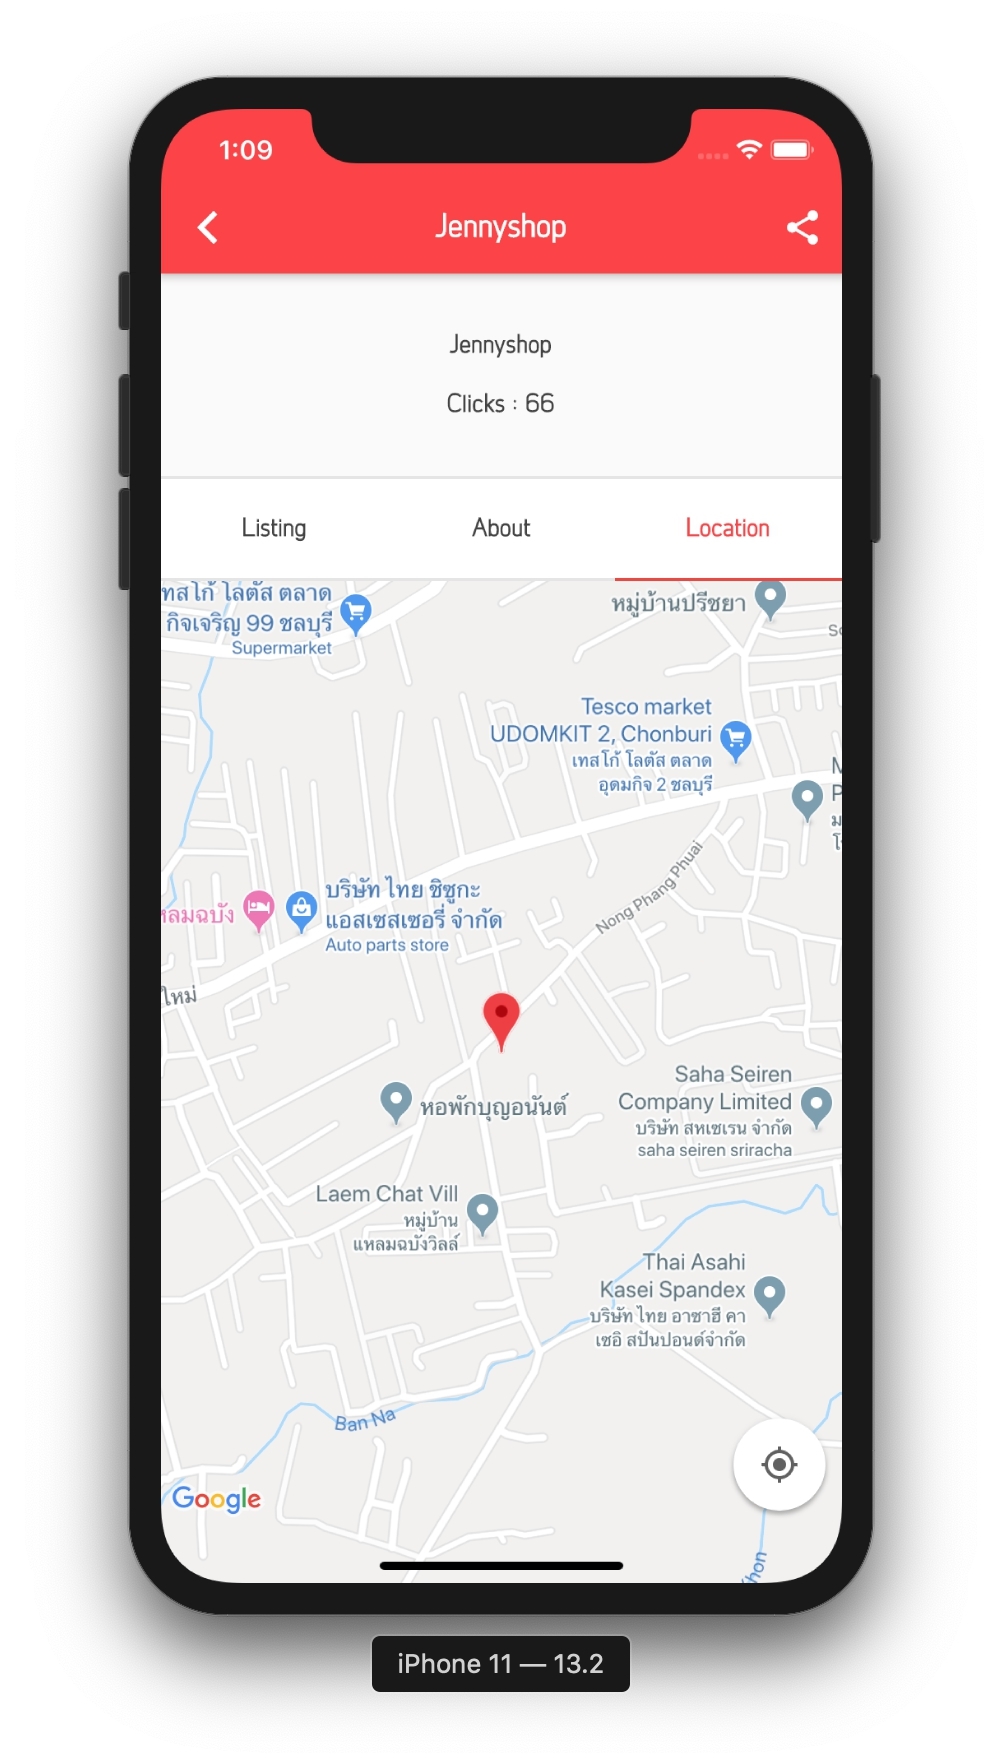 1:09
Jennyshop
Jennyshop
Clicks : 66
Listing
About
Location
ทสโก้ โลตัส ตลาด
กิจเจริญ 99 ชลบุรี
Supermarket
หมู่บ้านปรีชยา
Tesco market
UDOMKIT 2, Chonburi
เทสโก้ โลตัส ตลาด
อุดมกิจ 2 ชลบุรี
Nong Phang Phuai
บริษัท ไทย ชิซูกะ
แอสเซสเซอรี่ จำกัด
Auto parts store
หลมฉบัง
ใหม่
หอพักบุญอนันต์
Saha Seiren
Company Limited
บริษัท สหเซเรน จำกัด
saha seiren sriracha
Laem Chat Vill
หมู่บ้าน
แหลมฉบังวิลล์
Thai Asahi
Kasei Spandex
บริษัท ไทย อาซาฮี คา
เซอิ สปันปอนด์จำกัด
Ban Na
Google
iPhone 11 — 13.2